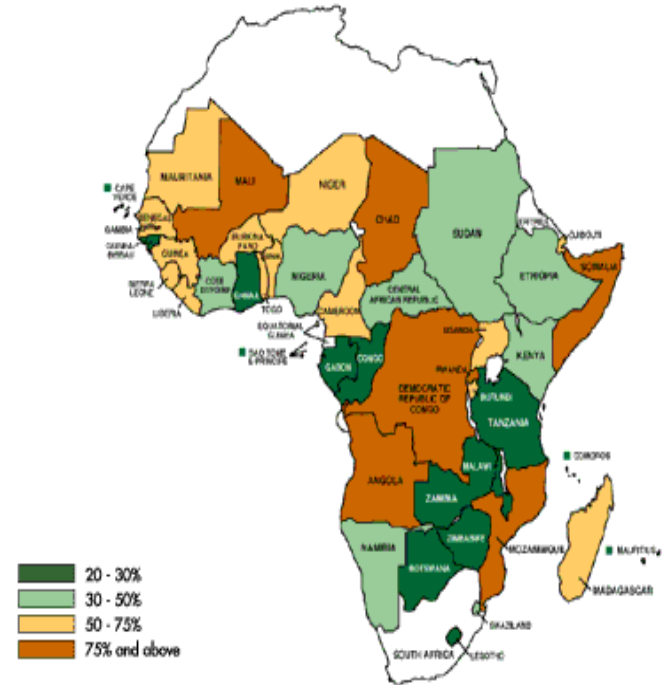 MAURITANIA
MALI
NIGER
CHAD
SUDAN
ERITREA
DJIBOUTI
CAPE
VERDE
SENEGAL
GAMBIA
GUINEA
BISSAU
GUINEA
SIERRA
LEONE
LIBERIA
BURKINA
FASO
COTE
GHANA
TOGO
NIGERIA
CAMEROON
CENTRAL
AFRICAN REPUBLIC
ETHIOPIA
SOMALIA
EQUATORIAL
GUINEA
SAO TOME
& PRINCIPE
GABON
CONGO
DEMOCRATIC
REPUBLIC OF
CONGO
UGANDA
KENYA
RWANDA
BURUNDI
TANZANIA
COMOROS
ANGOLA
MALAWI
ZAMBIA
MOZAMBIQUE
ZIMBABWE
NAMIBIA
BOTSWANA
MAURITIUS
MADAGASCAR
SWAZILAND
SOUTH AFRICA
LESOTHO
20 - 30%
30 - 50%
50 - 75%
75% and above